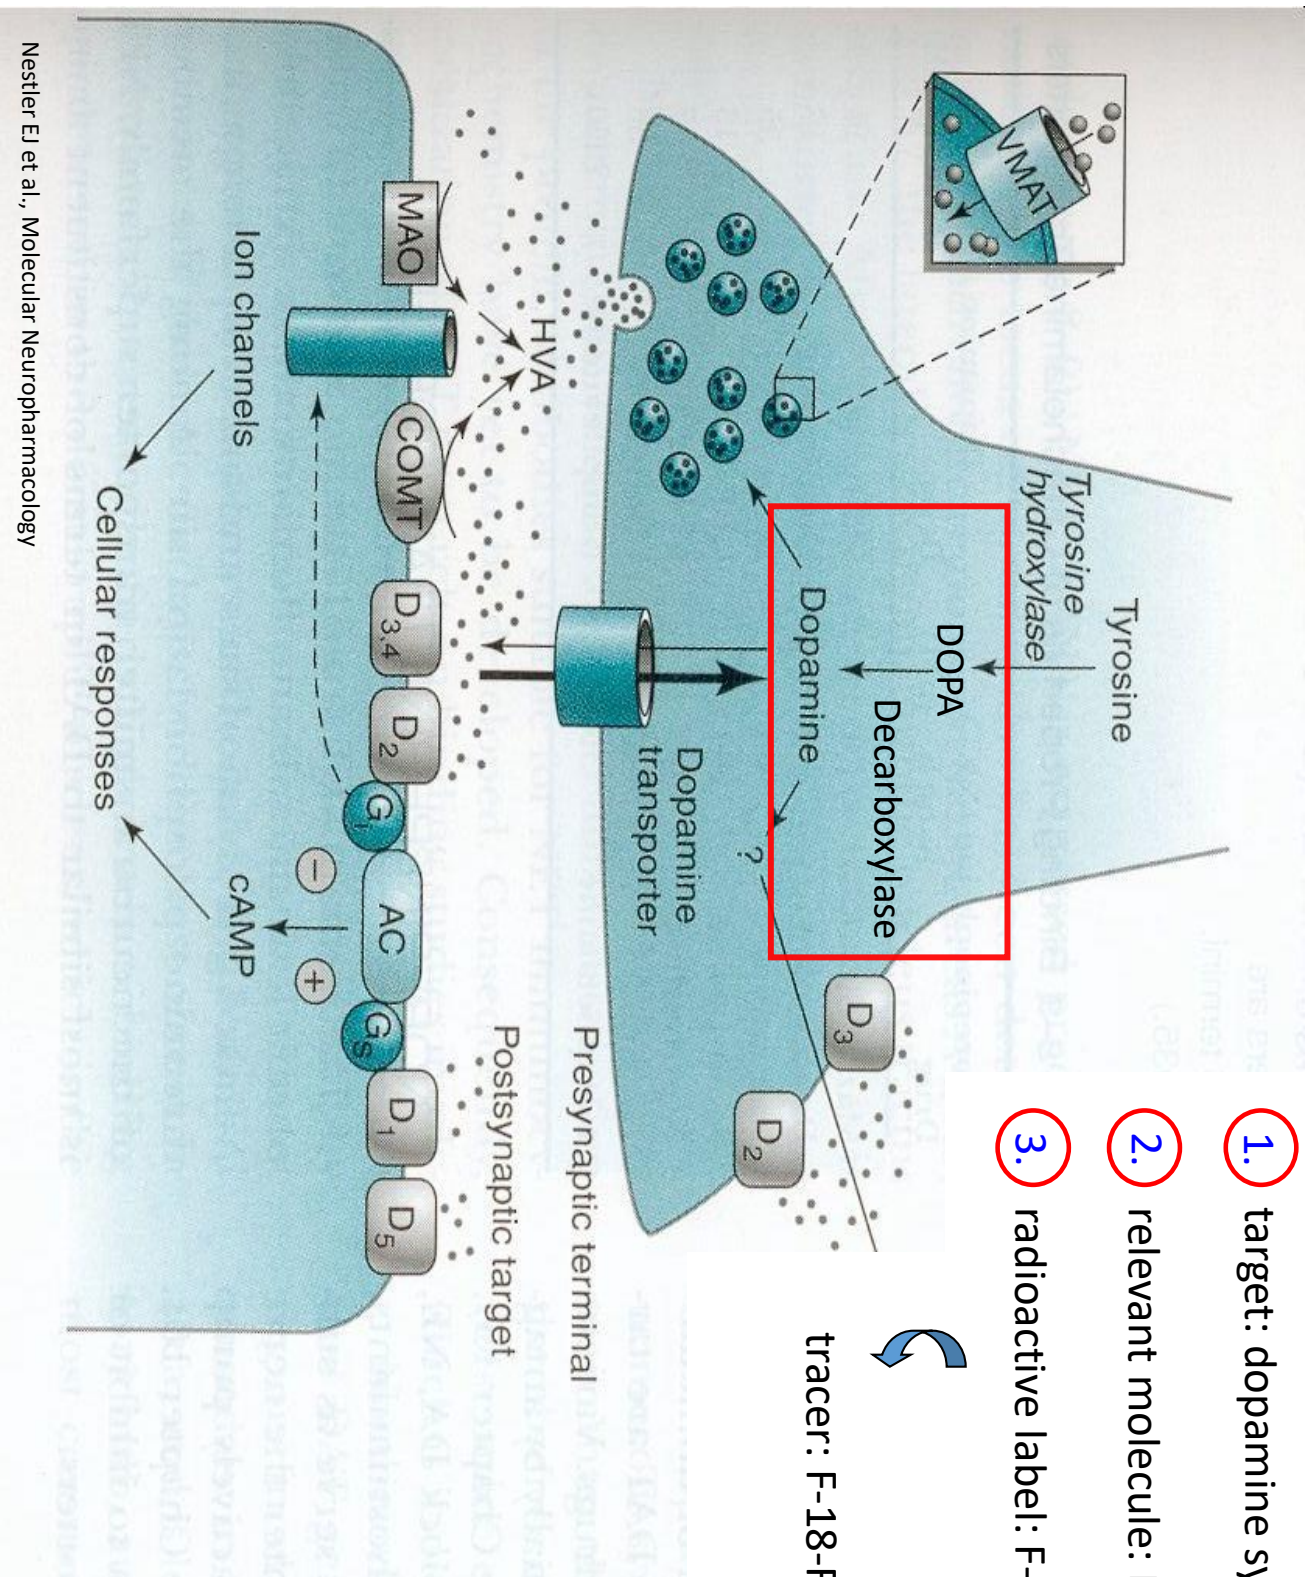 1. target: dopamine sy
2. relevant molecule:
3. radioactive label: F-
tracer: F-18-F
Tyrosine
Tyrosine
hydroxylase
DOPA
Decarboxylase
Dopamine
?
VMAT
Dopamine
transporter
D3
D2
Presynaptic terminal
Postsynaptic target
HVA
MAO
COMT
D3,4
D2
Gi
AC
Gs
D1
D5
−
+
Ion channels
cAMP
Cellular responses
Nestler EJ et al., Molecular Neuropharmacology